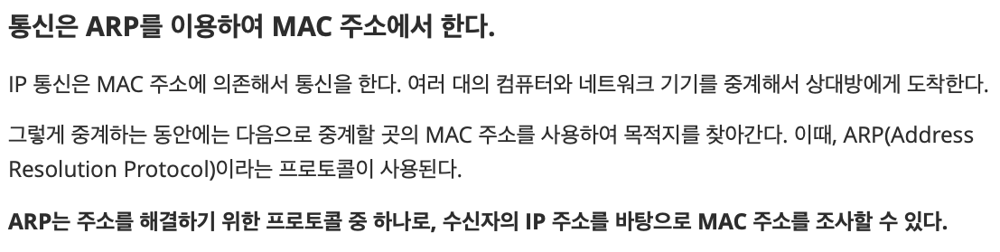 통신은 ARP를 이용하여 MAC 주소에서 한다.
IP 통신은 MAC 주소에 의존해서 통신을 한다. 여러 대의 컴퓨터와 네트워크 기기를 중계해서 상대방에게 도착한다.
그렇게 중계하는 동안에는 다음으로 중계할 곳의 MAC 주소를 사용하여 목적지를 찾아간다. 이때, ARP(Address
Resolution Protocol)이라는 프로토콜이 사용된다.
ARP는 주소를 해결하기 위한 프로토콜 중 하나로, 수신자의 IP 주소를 바탕으로 MAC 주소를 조사할 수 있다.